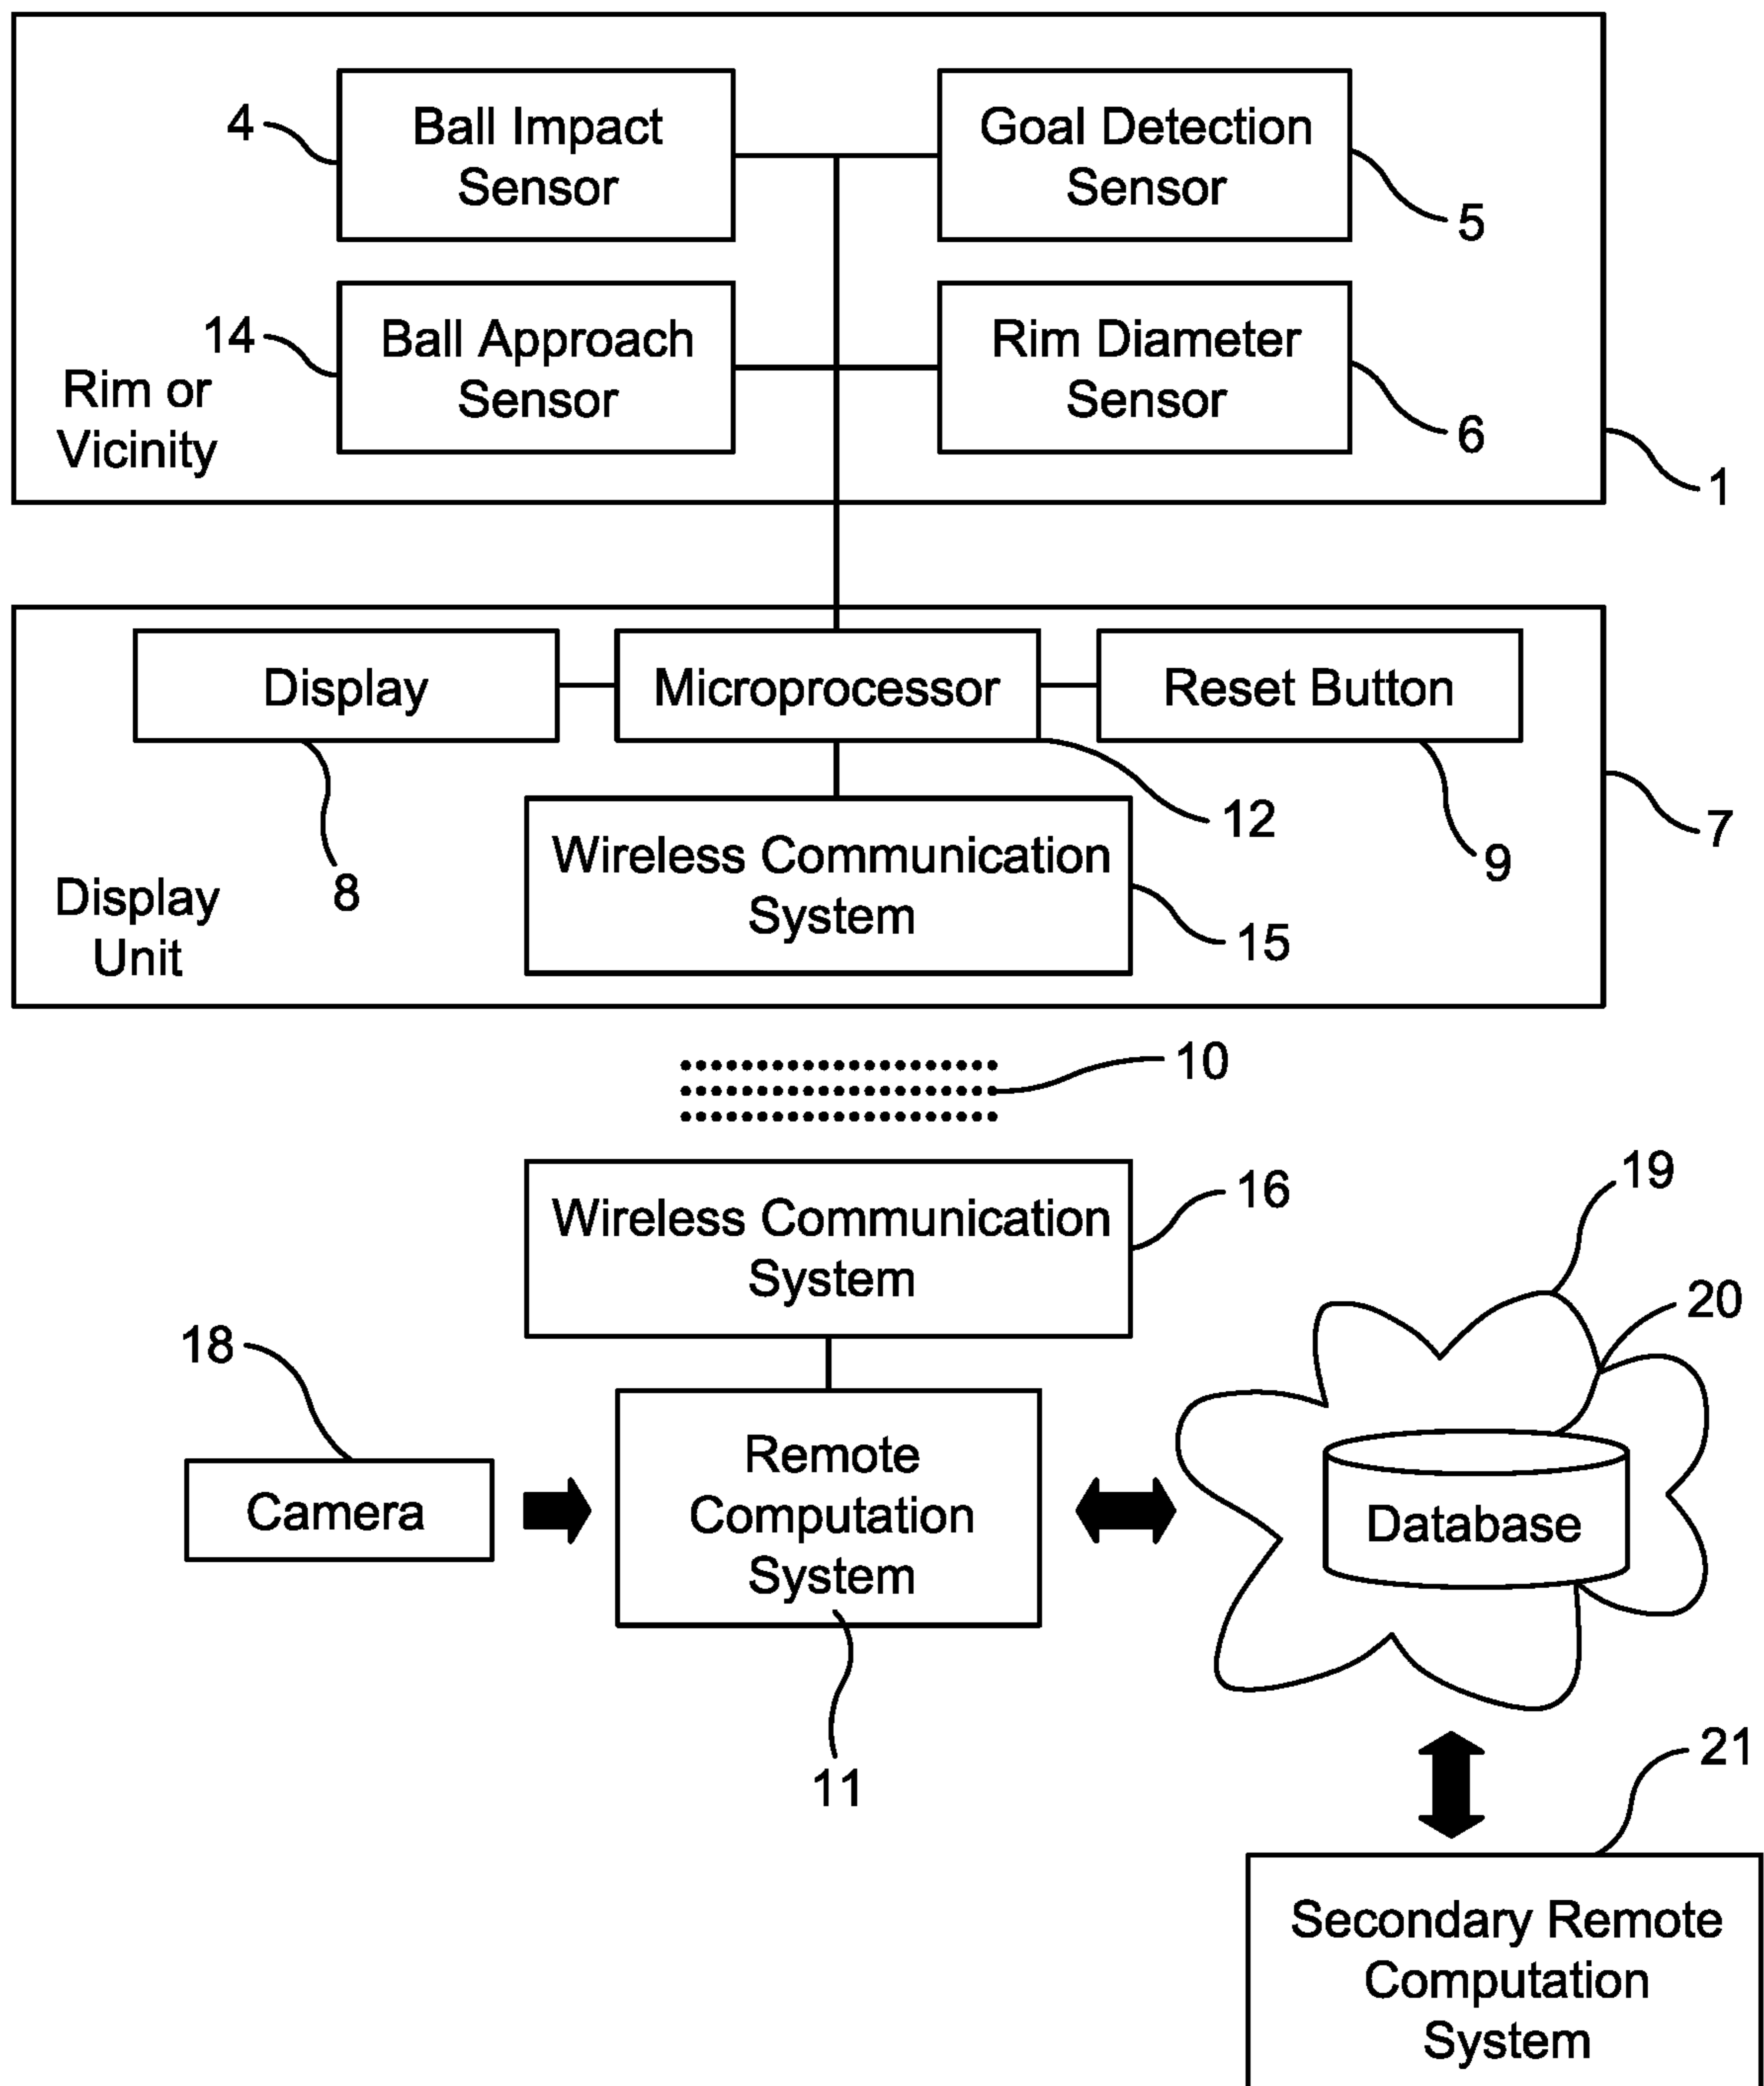 4
Ball Impact
Sensor
Goal Detection
Sensor
5
14
Ball Approach
Sensor
Rim Diameter
Sensor
6
Rim or
Vicinity
1
Display
Microprocessor
Reset Button
8
12
9
7
Wireless Communication
System
15
Display
Unit
10
Wireless Communication
System
16
19
20
18
Camera
Remote
Computation
System
Database
11
21
Secondary Remote
Computation
System